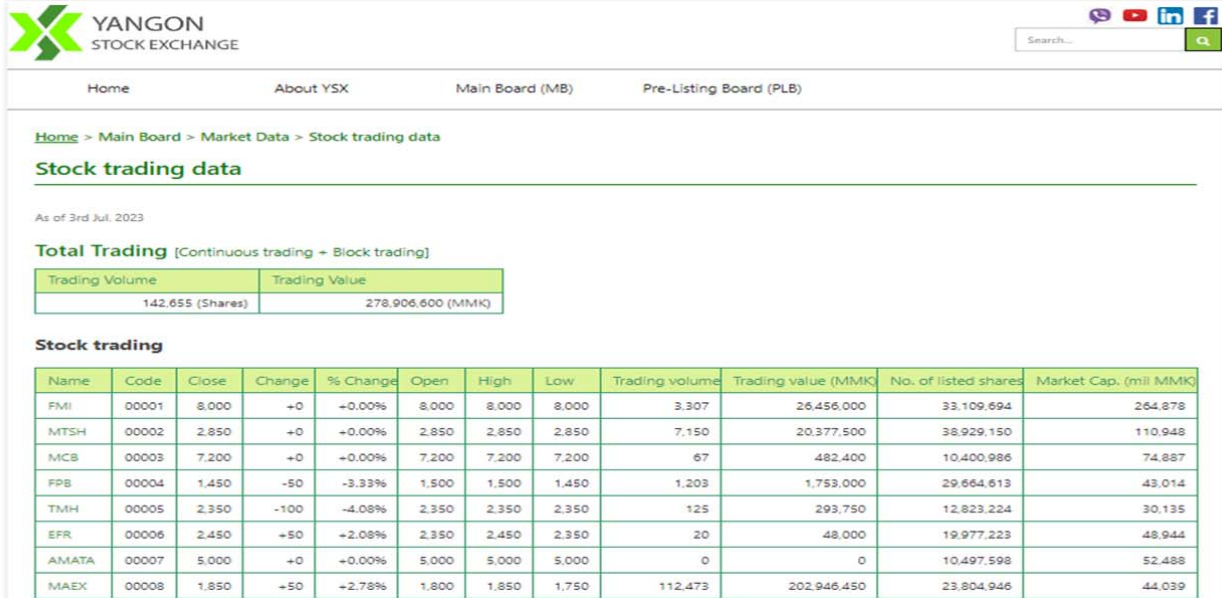 YANGON
STOCK EXCHANGE
Search...
Home About YSX Main Board (MB) Pre-Listing Board (PLB)
Home > Main Board > Market Data > Stock trading data
Stock trading data
As of 3rd Jul. 2023
Total Trading [Continuous trading + Block trading]
Trading Volume Trading Value
142,655 (Shares) 278,906,600 (MMK)
Stock trading
Name Code Close Change % Change Open High Low Trading volume Trading value (MMK) No. of listed shares Market Cap. (mil MMK)
FMI 00001 8,000 +0 +0.00% 8,000 8,000 8,000 3,307 26,456,000 33,109,694 264,878
MTSH 00002 2,850 +0 +0.00% 2,850 2,850 2,850 7,150 20,377,500 38,929,150 110,948
MCB 00003 7,200 +0 +0.00% 7,200 7,200 7,200 67 482,400 10,400,986 74,887
FPB 00004 1,450 -50 -3.33% 1,500 1,500 1,450 1,203 1,753,000 29,664,613 43,014
TMH 00005 2,350 -100 -4.08% 2,350 2,350 2,350 125 293,750 12,823,224 30,135
EFR 00006 2,450 +50 +2.08% 2,350 2,450 2,350 20 48,000 19,977,223 48,944
AMATA 00007 5,000 +0 +0.00% 5,000 5,000 5,000 0 0 10,497,598 52,488
MAEX 00008 1,850 +50 +2.78% 1,800 1,850 1,750 112,473 202,946,450 23,804,946 44,039